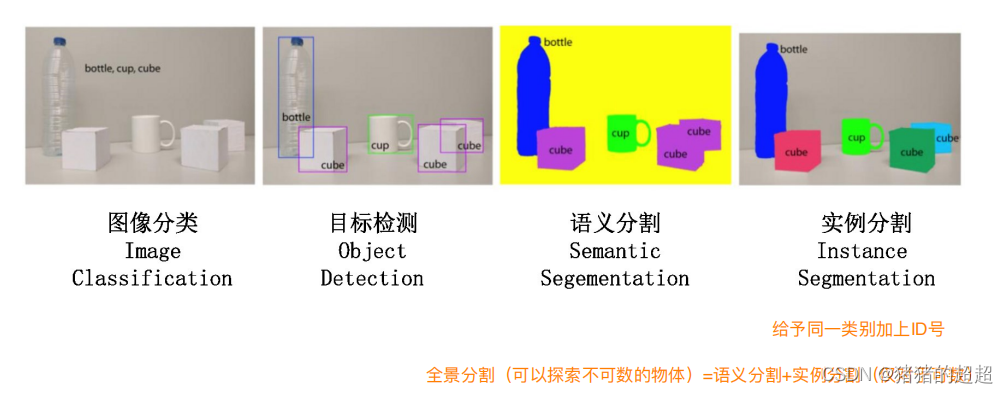 bottle, cup, cube
bottle
cup
cube
cube
cube
bottle
cup
cube
cube
cube
bottle
cup
cube
cube
cube
图像分类
Image
Classification
目标检测
Object
Detection
语义分割
Semantic
Segementation
实例分割
Instance
Segmentation
给予同一类别加上ID号
全景分割（可以探索不可数的物体）=语义分割+实例分割
CSDN @猪猪的超超